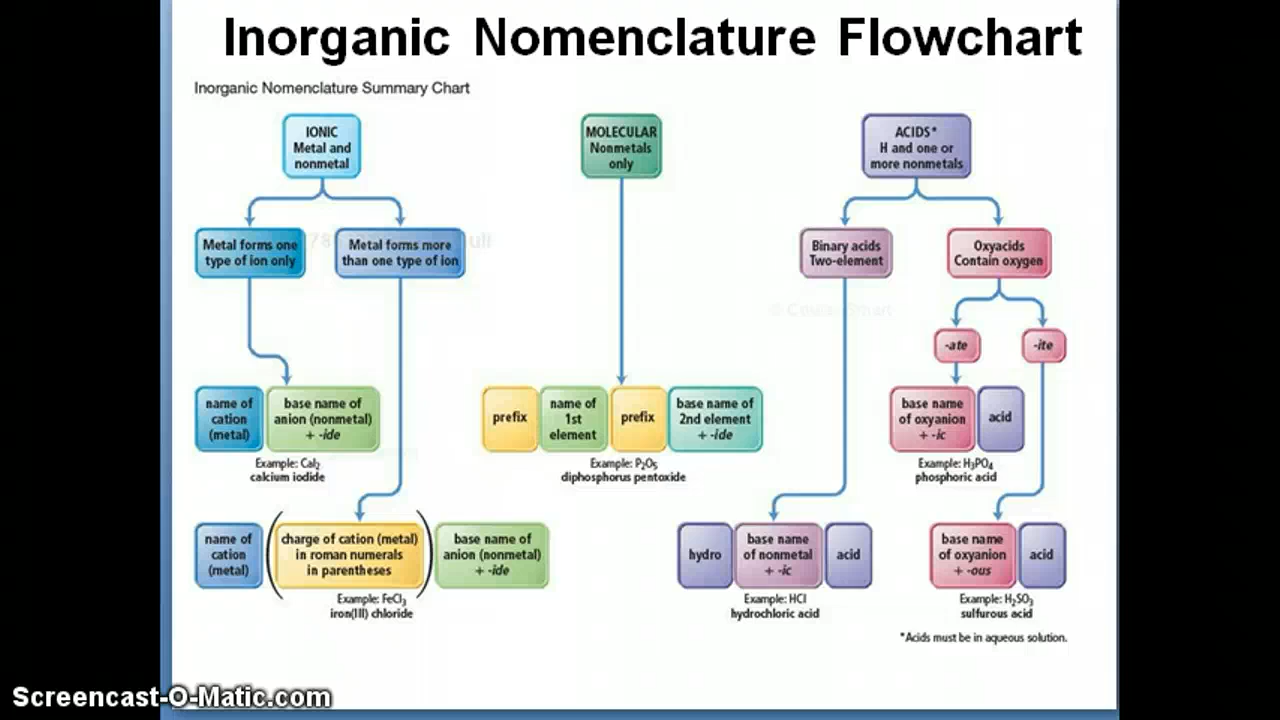 Inorganic Nomenclature Flowchart
Inorganic Nomenclature Summary Chart
IONIC
Metal and
nonmetal
MOLECULAR
Nonmetals
only
ACIDS*
H and one or
more nonmetals
Metal forms one
type of ion only
Metal forms more
than one type of ion
Binary acids
Two-element
Oxyacids
Contain oxygen
-ate
-ite
name of
cation
(metal)
base name of
anion (nonmetal)
+ -ide
Example: CaI₂
calcium iodide
prefix
name of
1st
element
prefix
base name of
2nd element
+ -ide
Example: P₂O₅
diphosphorus pentoxide
base name
of oxyanion
+ -ic
acid
Example: H₃PO₄
phosphoric acid
name of
cation
(metal)
(charge of cation (metal)
in roman numerals
in parentheses)
base name of
anion (nonmetal)
+ -ide
Example: FeCl₃
iron(III) chloride
hydro
base name
of nonmetal
+ -ic
acid
Example: HCl
hydrochloric acid
base name
of oxyanion
+ -ous
acid
Example: H₂SO₃
sulfurous acid
*Acids must be in aqueous solution.
Screencast-O-Matic.com